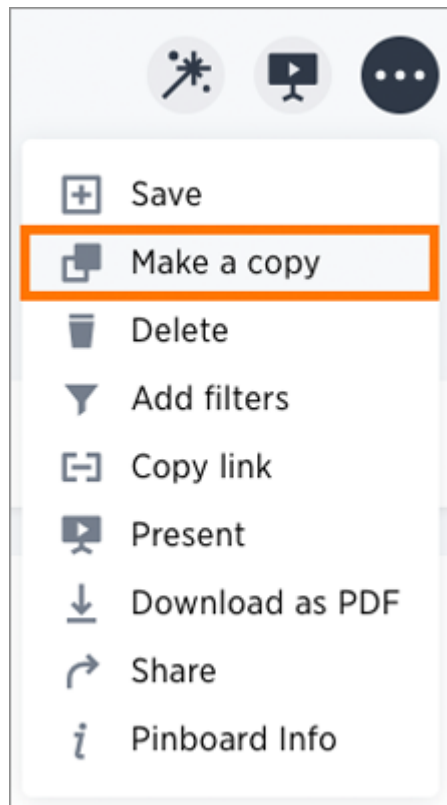 Save
Make a copy
Delete
Add filters
Copy link
Present
Download as PDF
Share
Pinboard Info